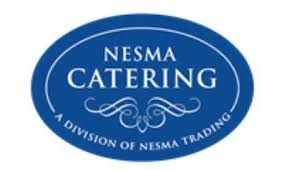 NESMA
CATERING
A DIVISION OF NESMA TRADING